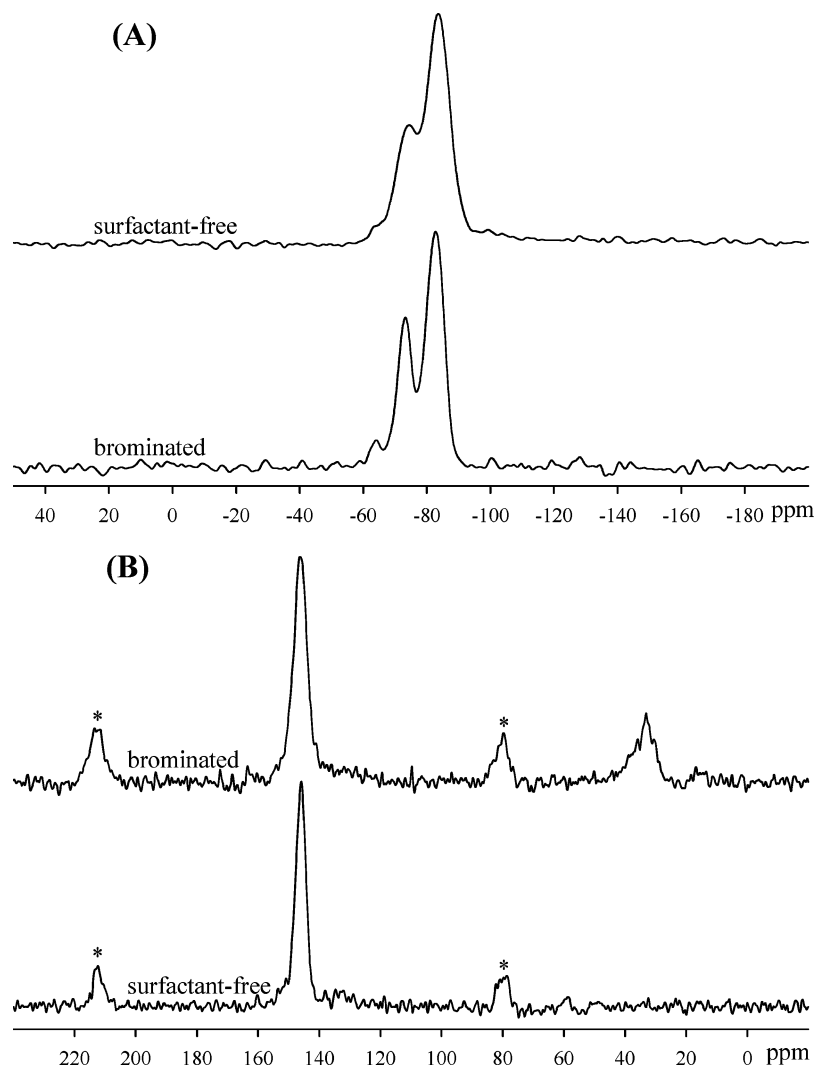 (A)
surfactant-free
brominated
40 20 0 -20 -40 -60 -80 -100 -120 -140 -160 -180 ppm
(B)
* *
brominated
* *
surfactant-free
220 200 180 160 140 120 100 80 60 40 20 0 ppm